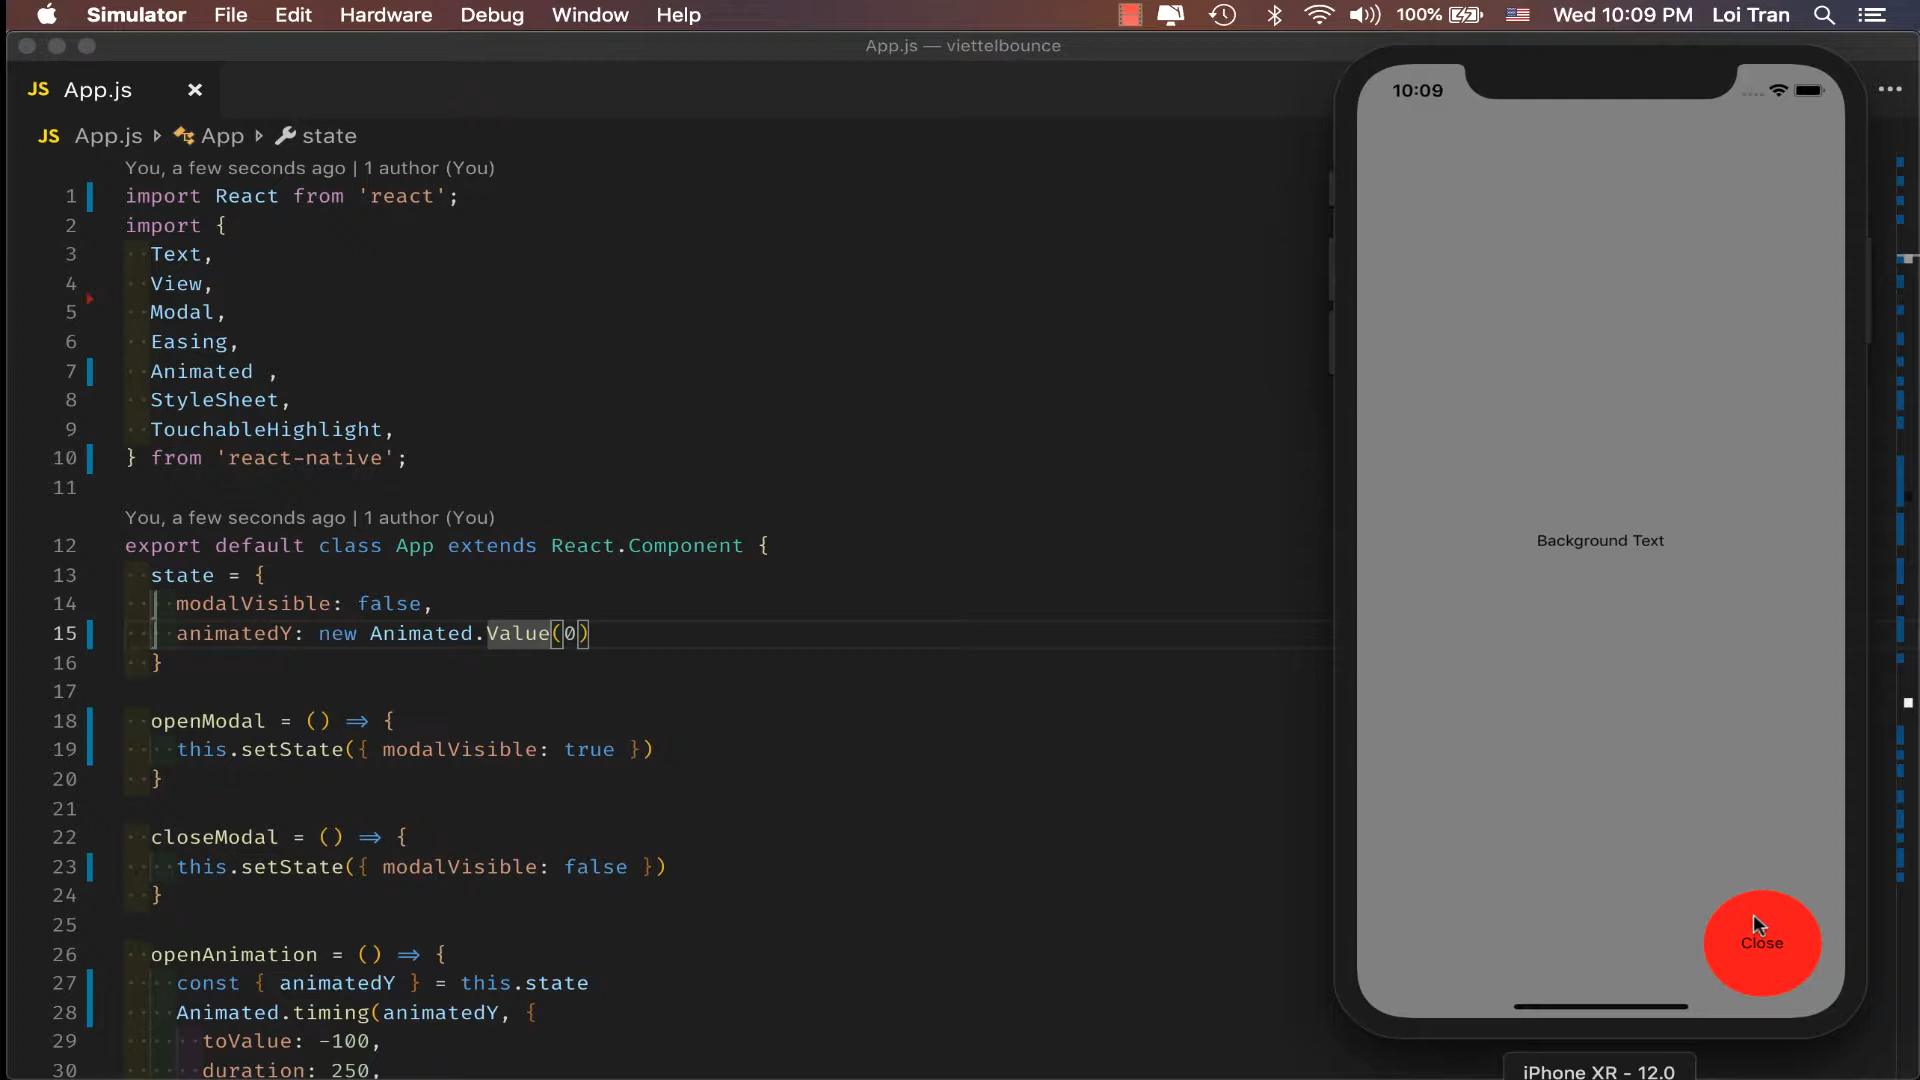 Simulator File Edit Hardware Debug Window Help 100% Wed 10:09 PM Loi Tran
App.js — viettelbounce
JS App.js
JS App.js App state
You, a few seconds ago | 1 author (You)
1 import React from 'react';
2 import {
3 Text,
4 View,
5 Modal,
6 Easing,
7 Animated ,
8 StyleSheet,
9 TouchableHighlight,
10 } from 'react-native';
11
You, a few seconds ago | 1 author (You)
12 export default class App extends React.Component {
13 state = {
14 modalVisible: false,
15 animatedY: new Animated.Value(0)
16 }
17
18 openModal = () ⇒ {
19 this.setState({ modalVisible: true })
20 }
21
22 closeModal = () ⇒ {
23 this.setState({ modalVisible: false })
24 }
25
26 openAnimation = () ⇒ {
27 const { animatedY } = this.state
28 Animated.timing(animatedY, {
29 toValue: -100,
30 duration: 250,
10:09
Background Text
Close
iPhone XR - 12.0